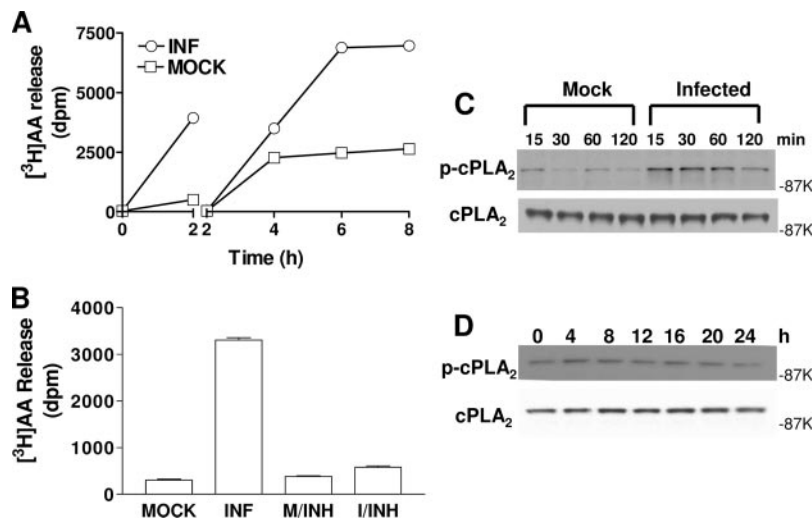 A
[³H]AA release
(dpm)
7500
5000
2500
0
INF
MOCK
0 2 2 4 6 8
Time (h)
B
[³H]AA Release
(dpm)
4000
3000
2000
1000
0
MOCK INF M/INH I/INH
C
Mock Infected
15 30 60 120 15 30 60 120 min
p-cPLA₂
-87K
cPLA₂
-87K
D
0 4 8 12 16 20 24 h
p-cPLA₂
-87K
cPLA₂
-87K